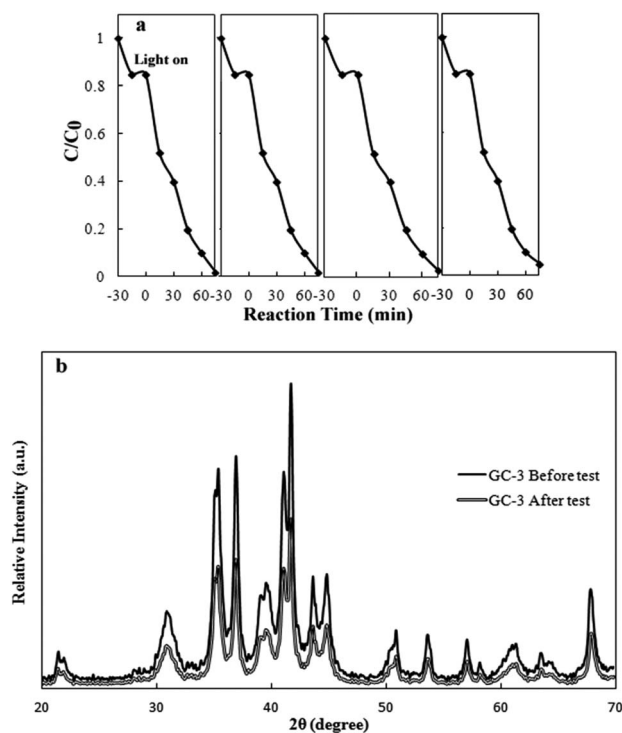 a
1
0.8
0.6
0.4
0.2
0
Light on
C/C0
-30 0 30 60 -30 0 30 60 -30 0 30 60 -30 0 30 60
Reaction Time (min)
b
GC-3 Before test
GC-3 After test
Relative Intensity (a.u.)
20 30 40 50 60 70
2θ (degree)